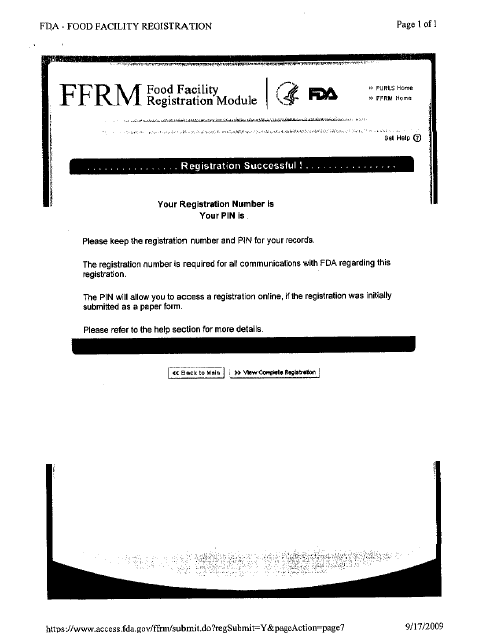 FDA - FOOD FACILITY REGISTRATION
Page 1 of 1
FFRM Food Facility Registration Module
FDA
>> FURLS Home
>> FFRM Home
Get Help ?
. . . . . . . . . . . . . . . . Registration Successful ! . . . . . . . . . . . . . . . .
Your Registration Number is
Your PIN is
Please keep the registration number and PIN for your records.
The registration number is required for all communications with FDA regarding this
registration.
The PIN will allow you to access a registration online, if the registration was initially
submitted as a paper form.
Please refer to the help section for more details.
<< Back to Main
>> View Complete Registration
https://www.access.fda.gov/ffrm/submit.do?regSubmit=Y&pageAction=page7
9/17/2009